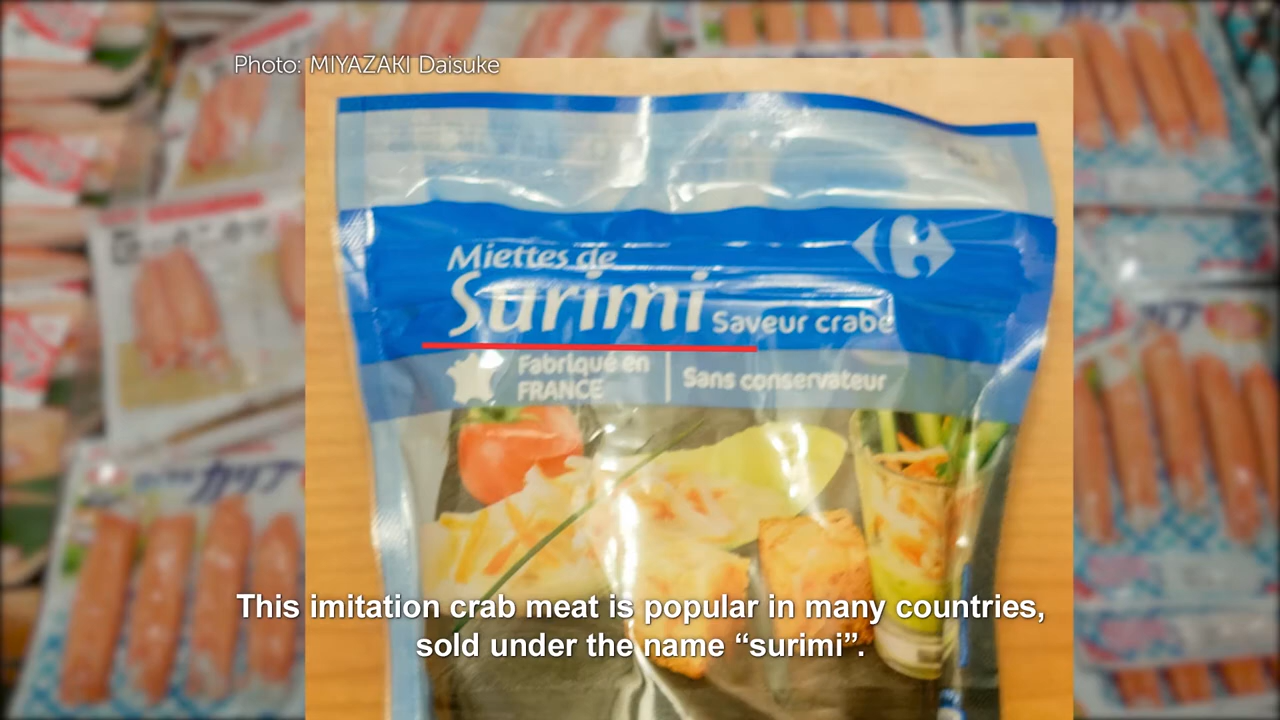 Photo: MIYAZAKI Daisuke
Miettes de
Surimi Saveur crabe
Fabriqué en
FRANCE
Sans conservateur
This imitation crab meat is popular in many countries,
sold under the name “surimi”.